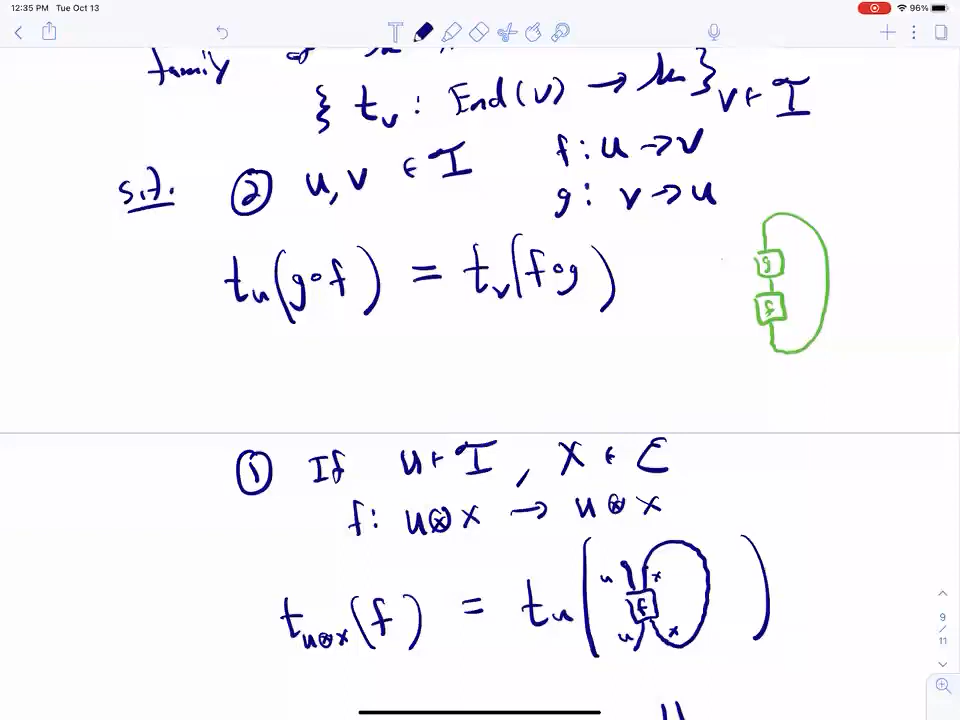 12:35 PM Tue Oct 13
96%
family of
{ t_v : End(V) → k }_{V ∈ I}
s.t. ② U, V ∈ I f : U → V
g : V → U
t_u(g∘f) = t_v(f∘g)
g
f
① If U ∈ I, X ∈ C
f : U⊗X → U⊗X
t_{U⊗X}(f) = t_u( )
u x
f
u x
9
/
11